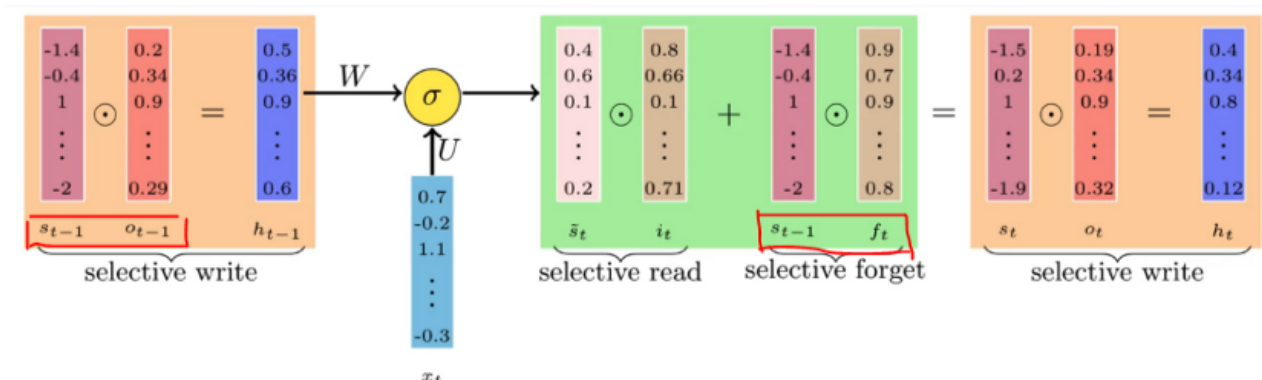 -1.4 0.2 0.5 0.4 0.8 -1.4 0.9 -1.5 0.19 0.4
-0.4 0.34 0.36 W σ 0.6 0.66 -0.4 0.7 0.2 0.34 0.34
1 ⊙ 0.9 = 0.9 0.1 ⊙ 0.1 + 1 ⊙ 0.9 = 1 ⊙ 0.9 = 0.8
⋮ ⋮ ⋮ U ⋮ ⋮ ⋮ ⋮ ⋮ ⋮ ⋮
-2 0.29 0.6 0.2 0.71 -2 0.8 -1.9 0.32 0.12
s_{t-1} o_{t-1} h_{t-1} s̃_t i_t s_{t-1} f_t s_t o_t h_t
selective write selective read selective forget selective write
0.7
-0.2
1.1
⋮
-0.3
x_t